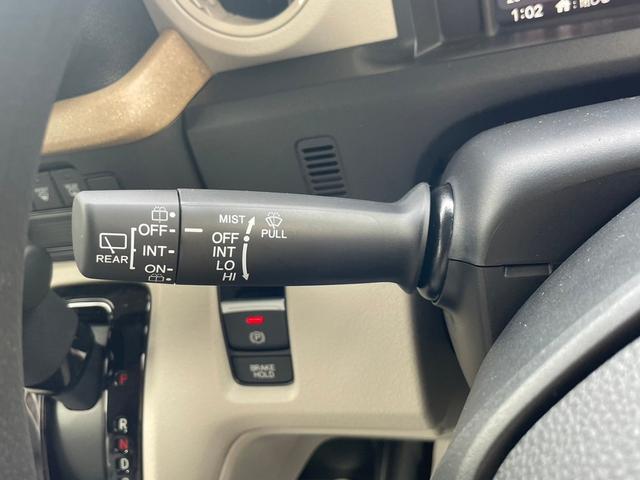 1:02
MIST
OFF
INT
LO
HI
PULL
OFF
INT
ON
REAR
P
BRAKE
HOLD
P
R
N
D